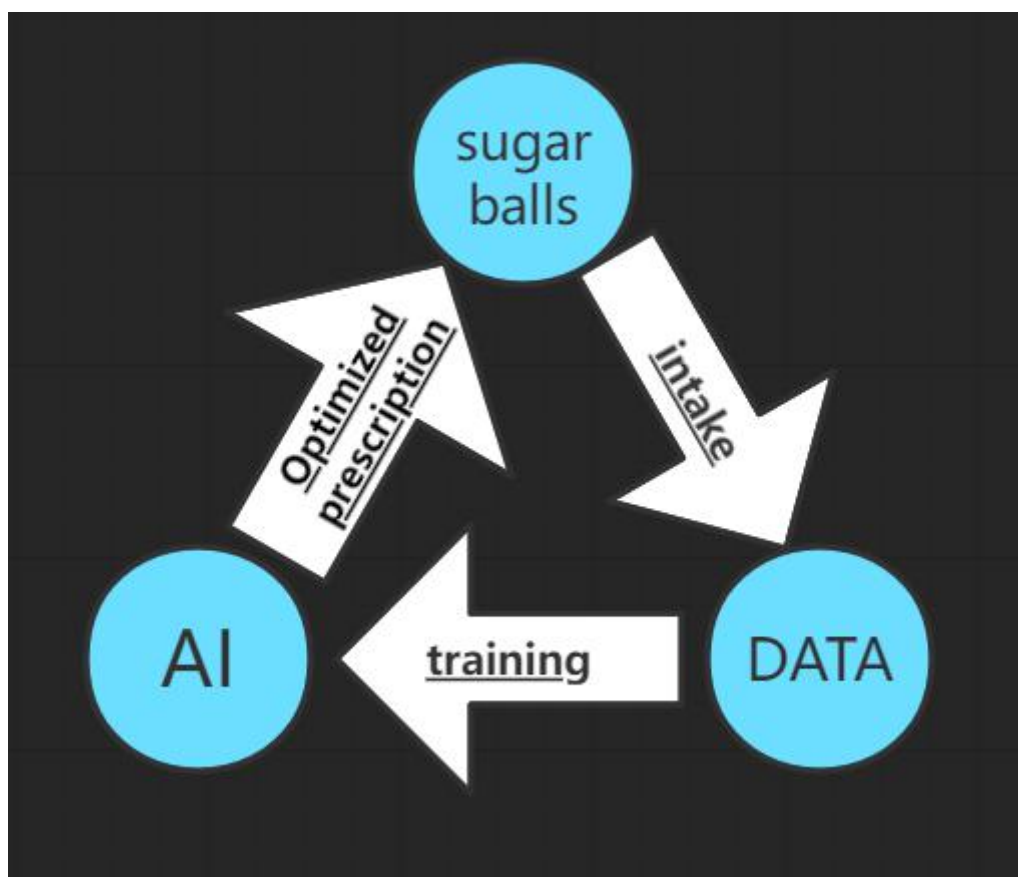 sugar
balls
intake
DATA
training
AI
Optimized
prescription